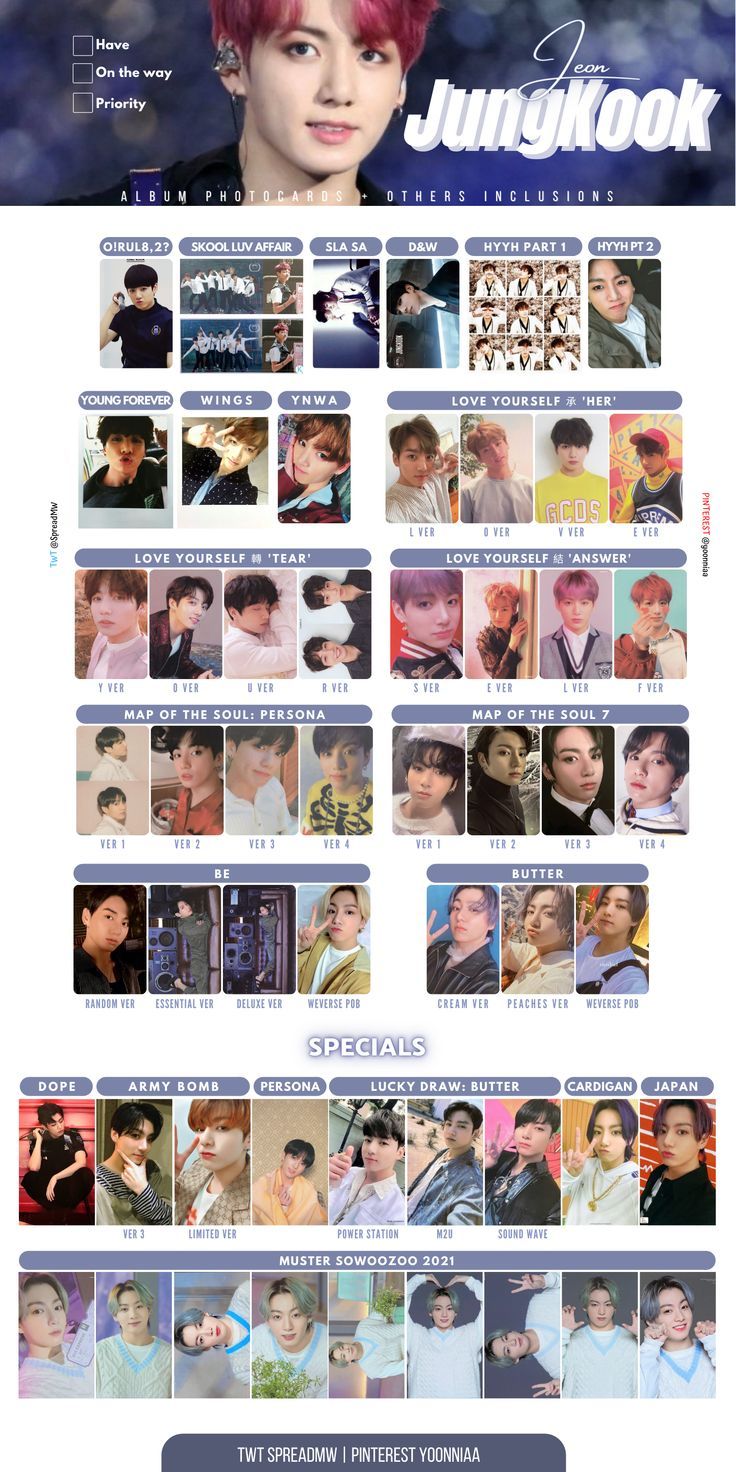 Have
On the way
Priority
Jeon
JungKook
ALBUM PHOTOCARDS + OTHERS INCLUSIONS
O!RUL8,2? SKOOL LUV AFFAIR SLA SA D&W HYYH PART 1 HYYH PT 2
YOUNG FOREVER WINGS YNWA LOVE YOURSELF 承 'HER'
L VER O VER V VER E VER
TWT @SpreadMW
PINTEREST @yoonniaa
LOVE YOURSELF 轉 'TEAR' LOVE YOURSELF 結 'ANSWER'
Y VER O VER U VER R VER S VER E VER L VER F VER
MAP OF THE SOUL: PERSONA MAP OF THE SOUL 7
VER 1 VER 2 VER 3 VER 4 VER 1 VER 2 VER 3 VER 4
BE BUTTER
RANDOM VER ESSENTIAL VER DELUXE VER WEVERSE POB CREAM VER PEACHES VER WEVERSE POB
SPECIALS
DOPE ARMY BOMB PERSONA LUCKY DRAW: BUTTER CARDIGAN JAPAN
VER 3 LIMITED VER POWER STATION M2U SOUND WAVE
MUSTER SOWOOZOO 2021
TWT SPREADMW | PINTEREST YOONNIAA